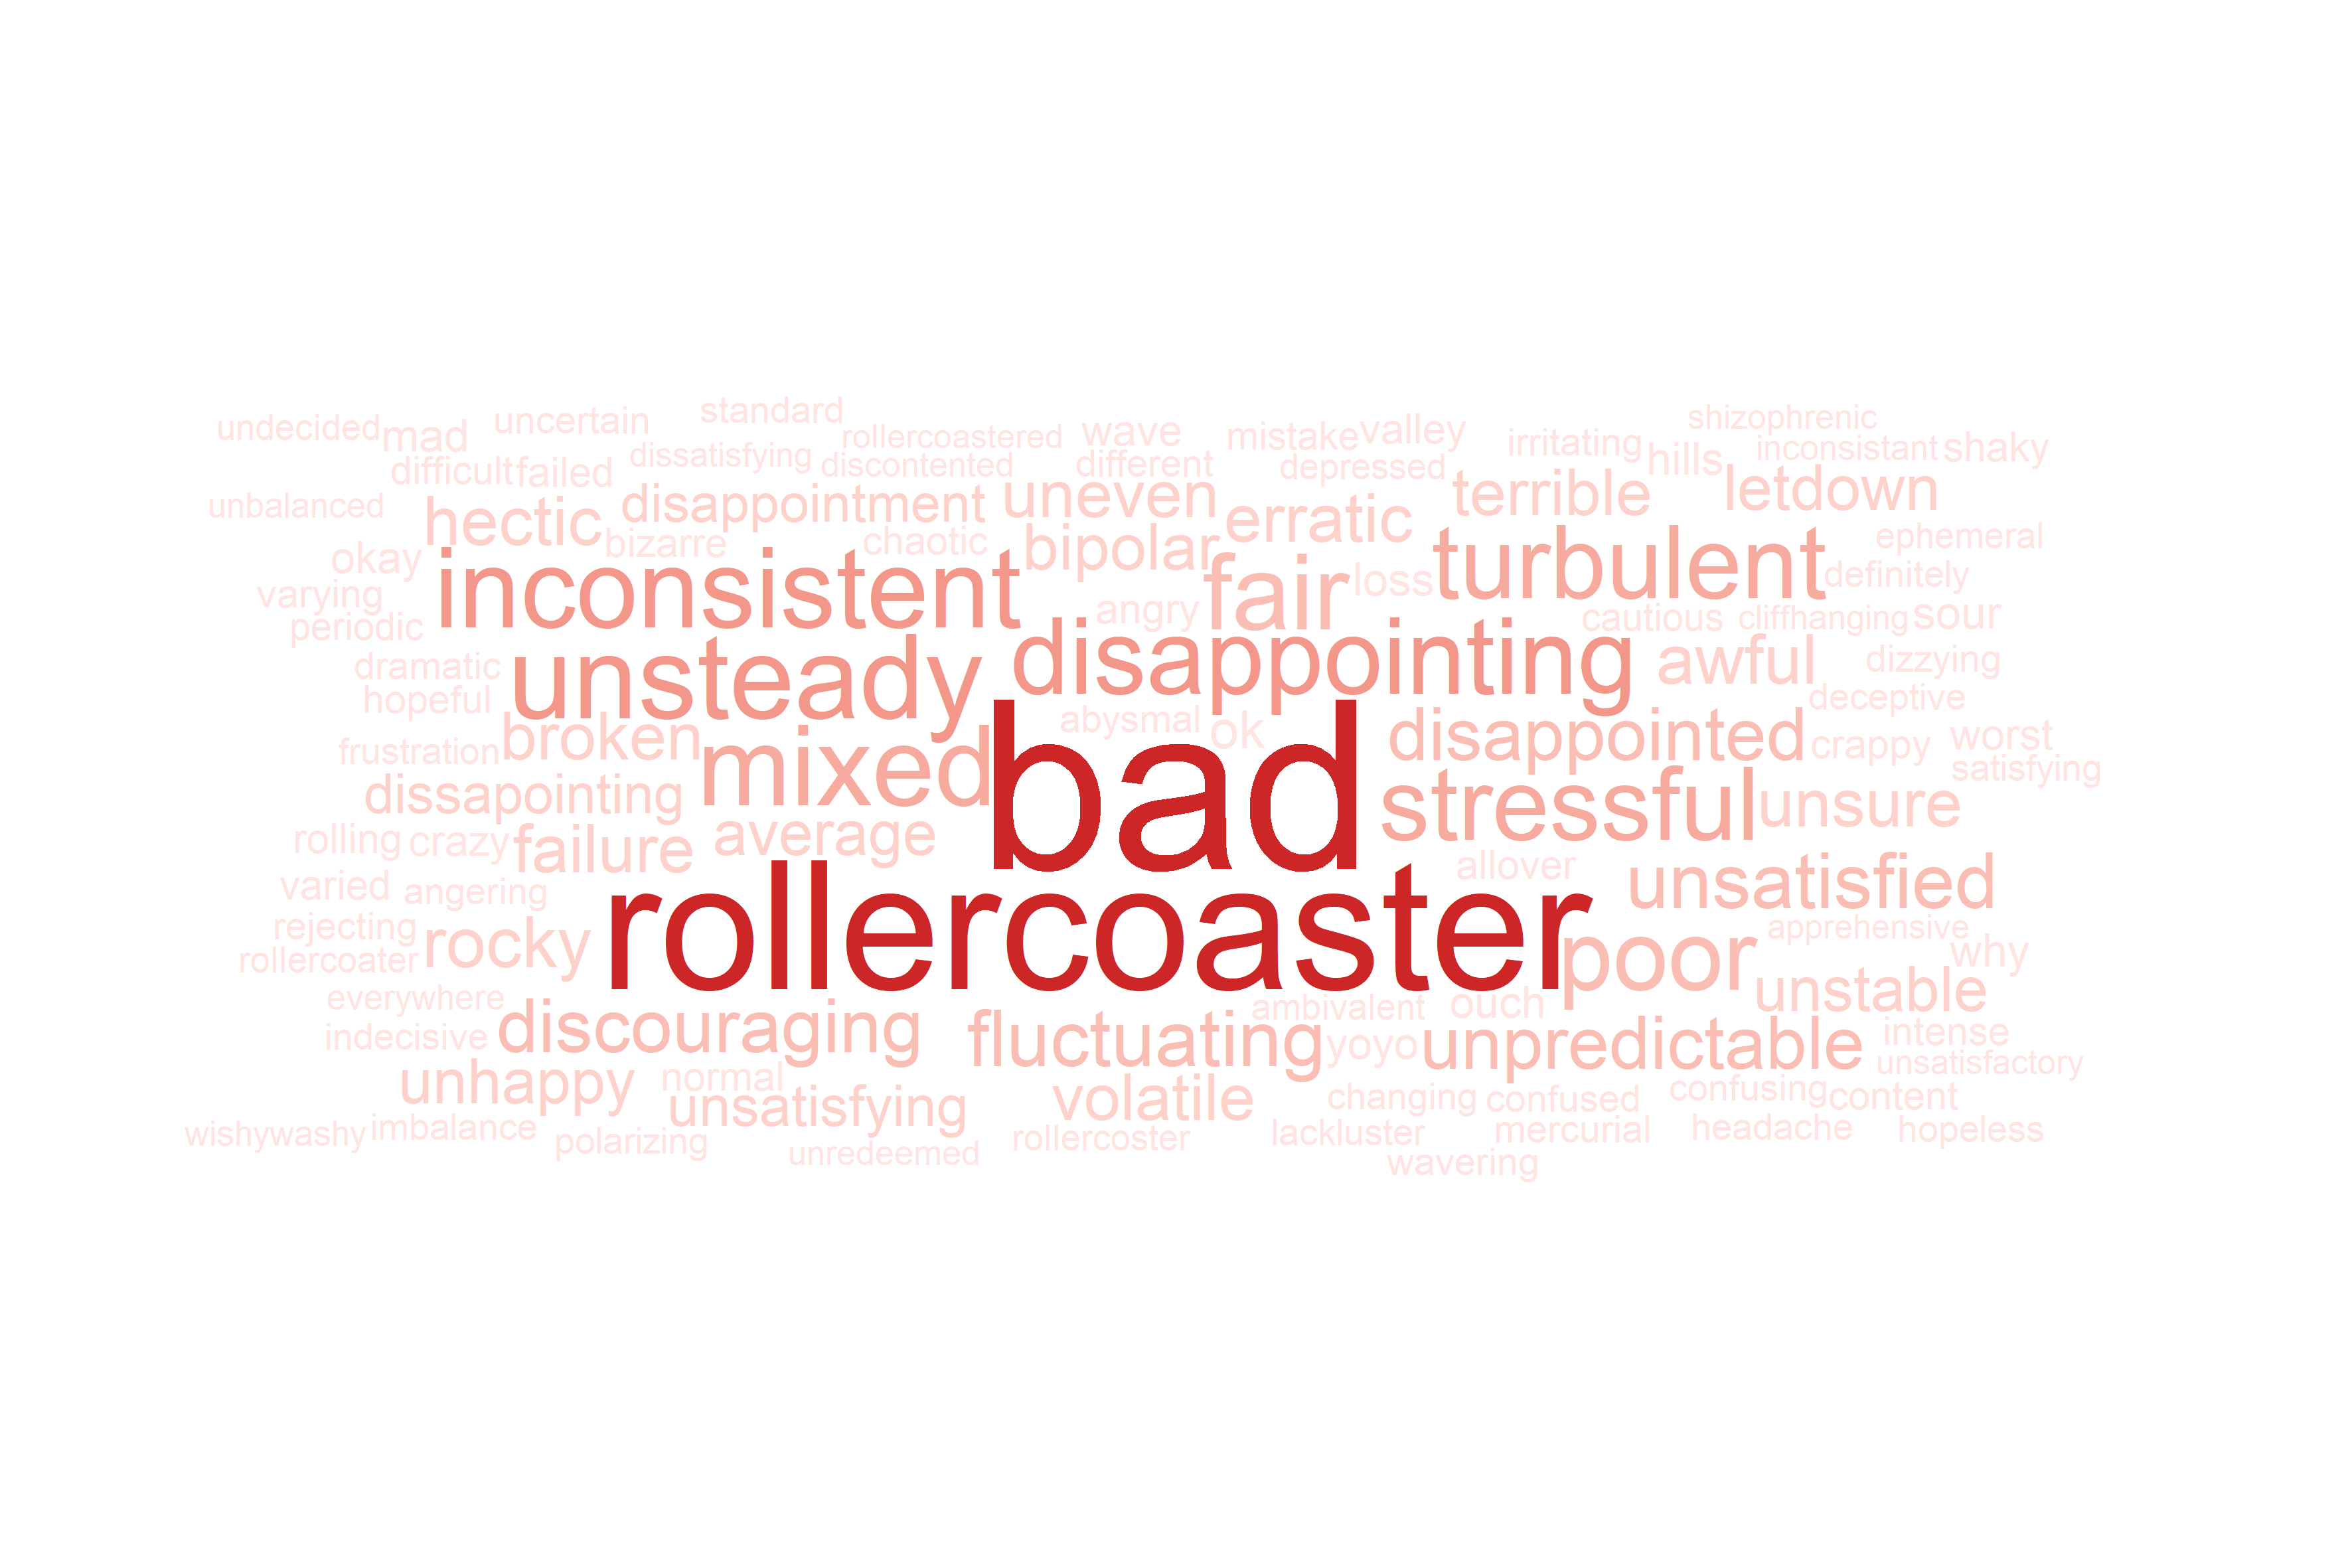 standard
shizophrenic
undecided mad uncertain rollercoastered wave mistake valley irritating inconsistant shaky
difficult failed dissatisfying discontented different depressed hills
unbalanced hectic disappointment uneven erratic terrible letdown
okay bizarre chaotic bipolar ephemeral
varying inconsistent fair loss turbulent definitely
periodic angry cautious cliffhanging sour
dramatic unsteady disappointing awful dizzying
hopeful abysmal deceptive
frustration broken ok disappointed crappy worst
dissapointing mixed bad stressful unsure satisfying
rolling crazy failure average
varied angering allover unsatisfied
rejecting rocky rollercoaster poor apprehensive why
rollercoater
everywhere ambivalent ouch unstable
indecisive discouraging fluctuating yoyo unpredictable intense
unhappy normal unsatisfactory
unsatisfying volatile changing confused confusing content
wishywashy imbalance polarizing rollercoster lackluster mercurial headache hopeless
unredeemed wavering